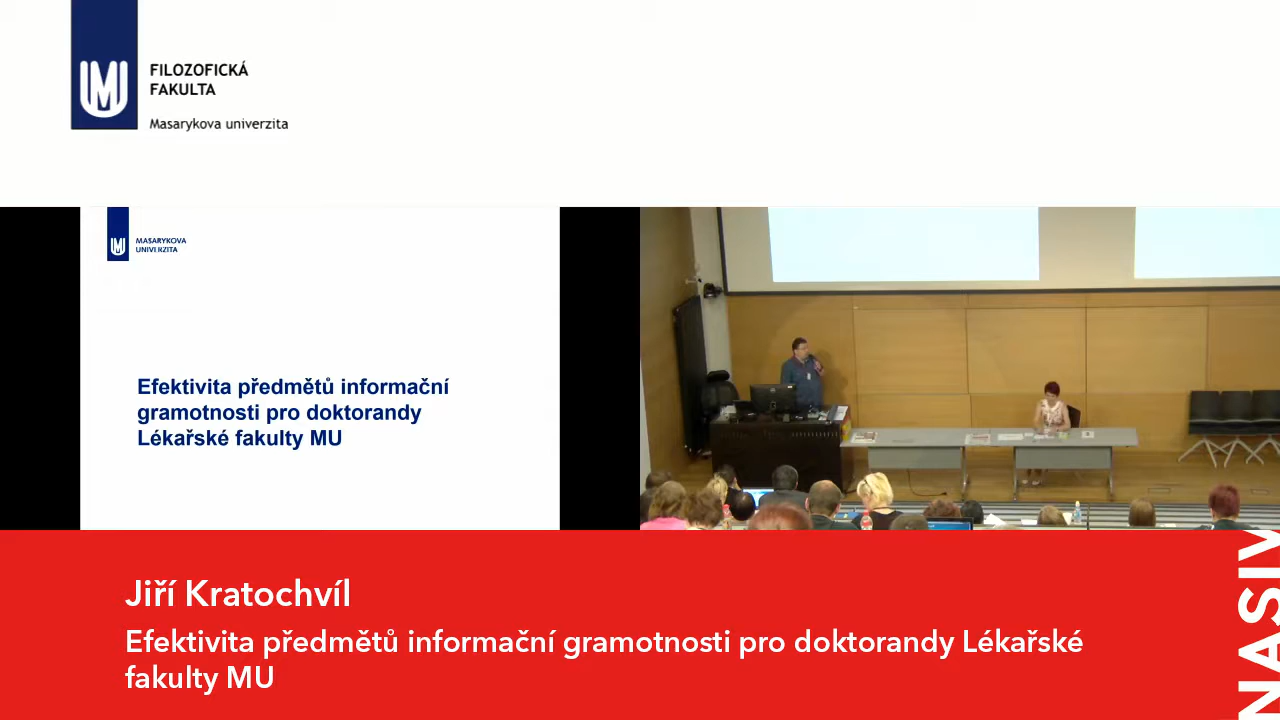 FILOZOFICKÁ
FAKULTA
Masarykova univerzita
MASARYKOVA
UNIVERZITA
Efektivita předmětů informační
gramotnosti pro doktorandy
Lékařské fakulty MU
Jiří Kratochvíl
Efektivita předmětů informační gramotnosti pro doktorandy Lékařské
fakulty MU
NASIV